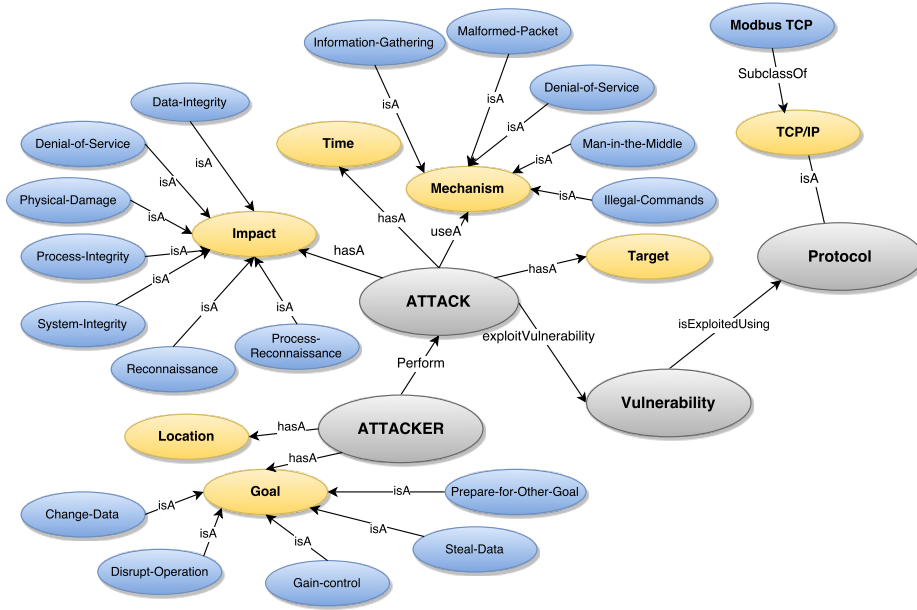 Modbus TCP
Malformed-Packet
Information-Gathering
SubclassOf
Denial-of-Service
isA
isA
Data-Integrity
isA
Time
TCP/IP
Denial-of-Service
Man-in-the-Middle
isA
isA
isA
isA
Mechanism
isA
Physical-Damage
isA
isA
Illegal-Commands
hasA
useA
Impact
hasA
isA
Process-Integrity
Target
Protocol
hasA
isA
ATTACK
isA
isA
System-Integrity
isExploitedUsing
exploitVulnerability
Process-
Reconnaissance
Reconnaissance
Perform
Vulnerability
Location
hasA
ATTACKER
hasA
Goal
isA
Prepare-for-Other-Goal
Change-Data
isA
isA
isA
isA
Steal-Data
Disrupt-Operation
Gain-control